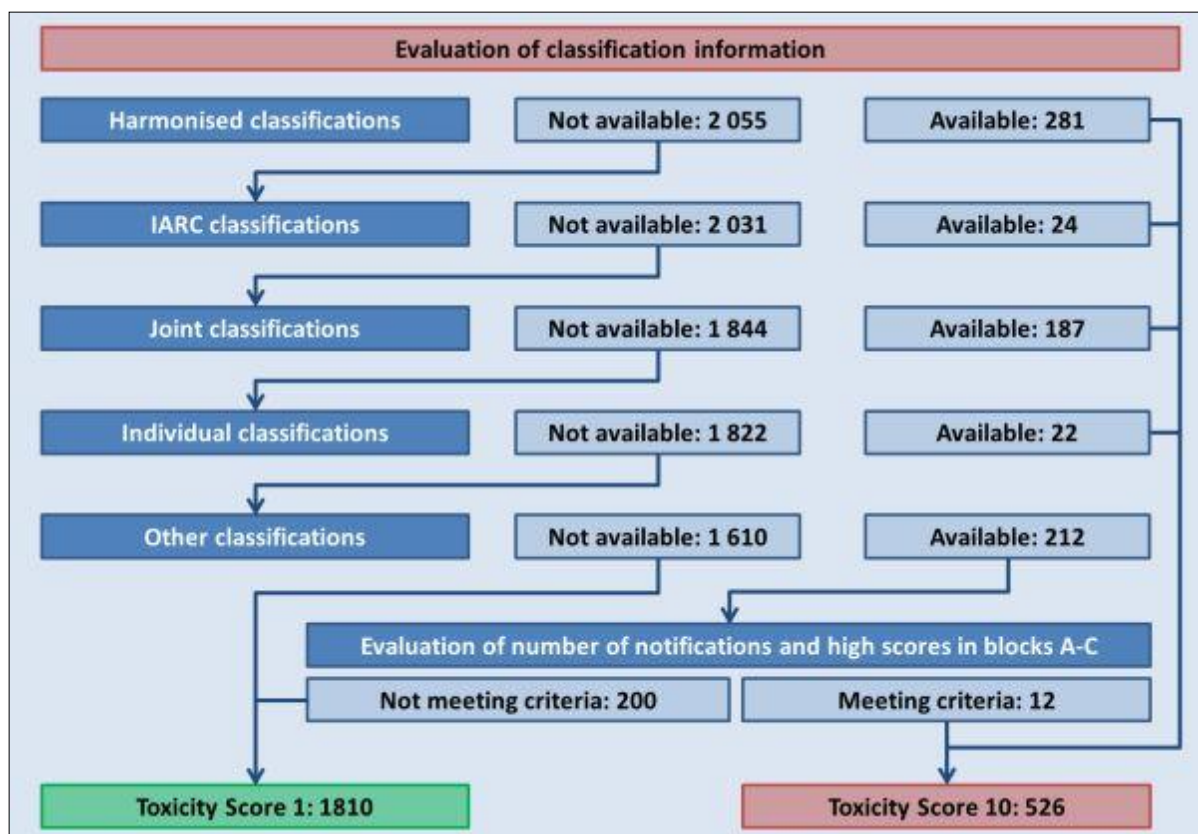 Evaluation of classification information
Harmonised classifications
Not available: 2 055
Available: 281
IARC classifications
Not available: 2 031
Available: 24
Joint classifications
Not available: 1 844
Available: 187
Individual classifications
Not available: 1 822
Available: 22
Other classifications
Not available: 1 610
Available: 212
Evaluation of number of notifications and high scores in blocks A-C
Not meeting criteria: 200
Meeting criteria: 12
Toxicity Score 1: 1810
Toxicity Score 10: 526